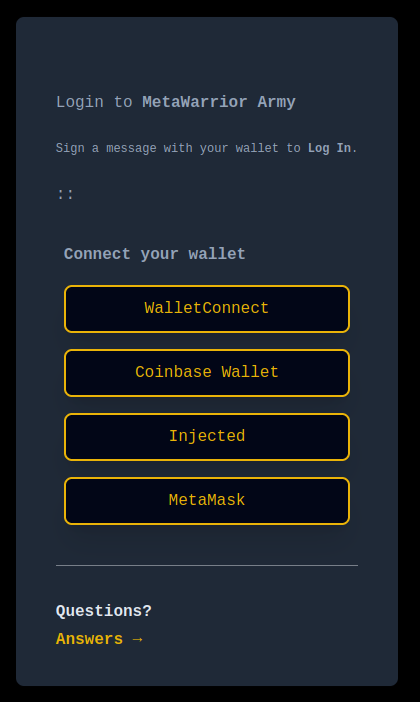 Login to MetaWarrior Army
Sign a message with your wallet to Log In.
::
Connect your wallet
WalletConnect
Coinbase Wallet
Injected
MetaMask
Questions?
Answers →